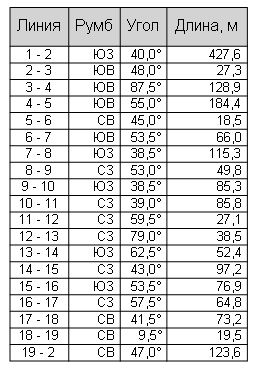 Линия Румб Угол Длина, м
1 - 2 ЮЗ 40,0° 427,6
2 - 3 ЮВ 48,0° 27,3
3 - 4 ЮВ 87,5° 128,9
4 - 5 ЮВ 55,0° 184,4
5 - 6 СВ 45,0° 18,5
6 - 7 ЮВ 53,5° 66,0
7 - 8 ЮЗ 38,5° 115,3
8 - 9 СЗ 53,0° 49,8
9 - 10 ЮЗ 38,5° 85,3
10 - 11 СЗ 39,0° 85,8
11 - 12 СЗ 59,5° 27,1
12 - 13 СЗ 79,0° 38,5
13 - 14 ЮЗ 62,5° 52,4
14 - 15 СЗ 43,0° 97,2
15 - 16 ЮЗ 53,5° 76,9
16 - 17 СЗ 57,5° 64,8
17 - 18 СВ 41,5° 73,2
18 - 19 СВ 9,5° 19,5
19 - 2 СВ 47,0° 123,6